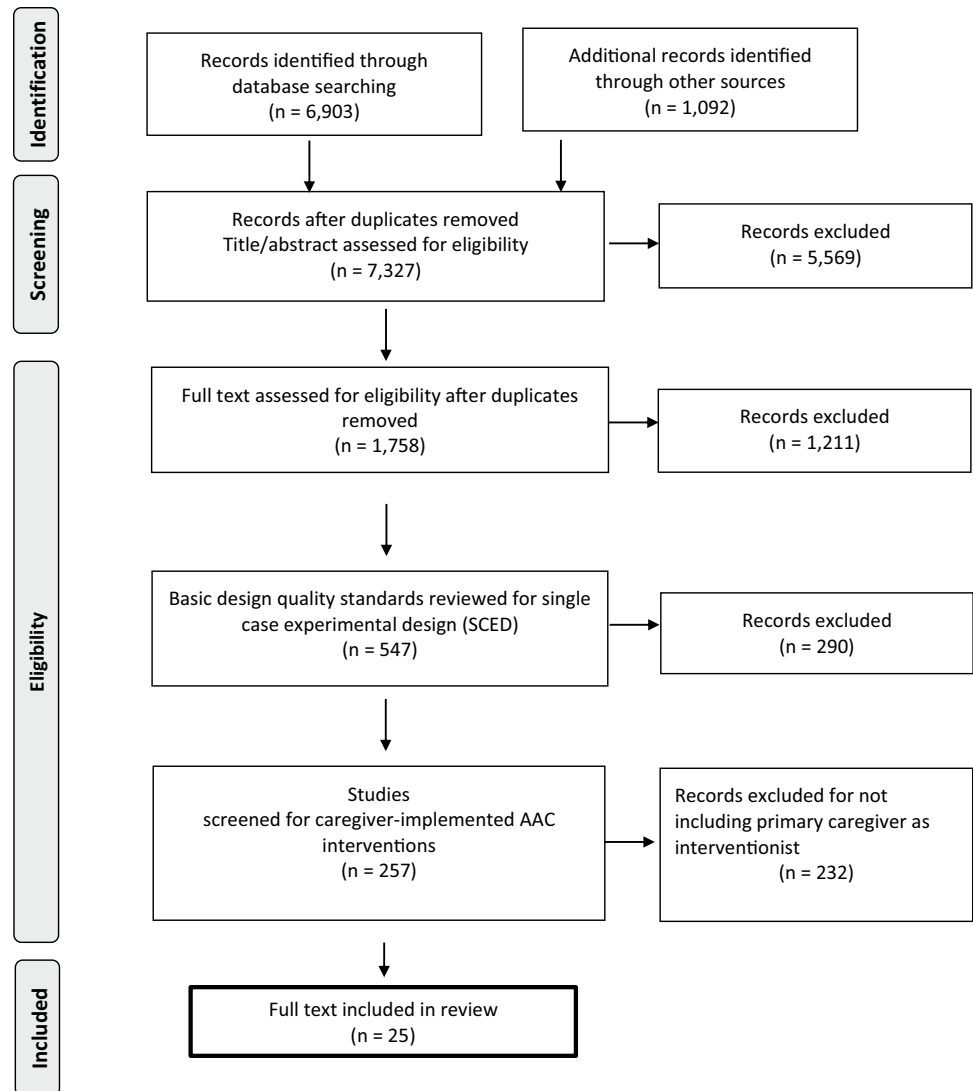 Identification
Records identified through
database searching
(n = 6,903)
Additional records identified
through other sources
(n = 1,092)
Screening
Records after duplicates removed
Title/abstract assessed for eligibility
(n = 7,327)
Records excluded
(n = 5,569)
Eligibility
Full text assessed for eligibility after duplicates
removed
(n = 1,758)
Records excluded
(n = 1,211)
Basic design quality standards reviewed for single
case experimental design (SCED)
(n = 547)
Records excluded
(n = 290)
Studies
screened for caregiver-implemented AAC
interventions
(n = 257)
Records excluded for not
including primary caregiver as
interventionist
(n = 232)
Included
Full text included in review
(n = 25)